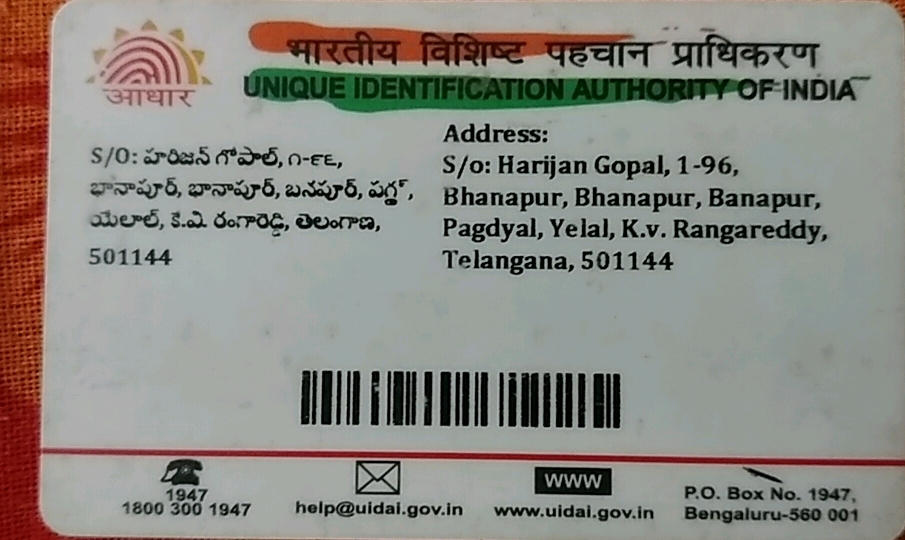 भारतीय विशिष्ट पहचान प्राधिकरण
UNIQUE IDENTIFICATION AUTHORITY OF INDIA
आधार
S/O: హరిజన్ గోపాల్, ౧-౯౬,
భానాపూర్, భానాపూర్, బనపూర్, పగ్డ్,
యేలాల్, కె.వి. రంగారెడ్డి, తెలంగాణ,
501144
Address:
S/o: Harijan Gopal, 1-96,
Bhanapur, Bhanapur, Banapur,
Pagdyal, Yelal, K.v. Rangareddy,
Telangana, 501144
1947
1800 300 1947
help@uidai.gov.in
www
www.uidai.gov.in
P.O. Box No. 1947,
Bengaluru-560 001